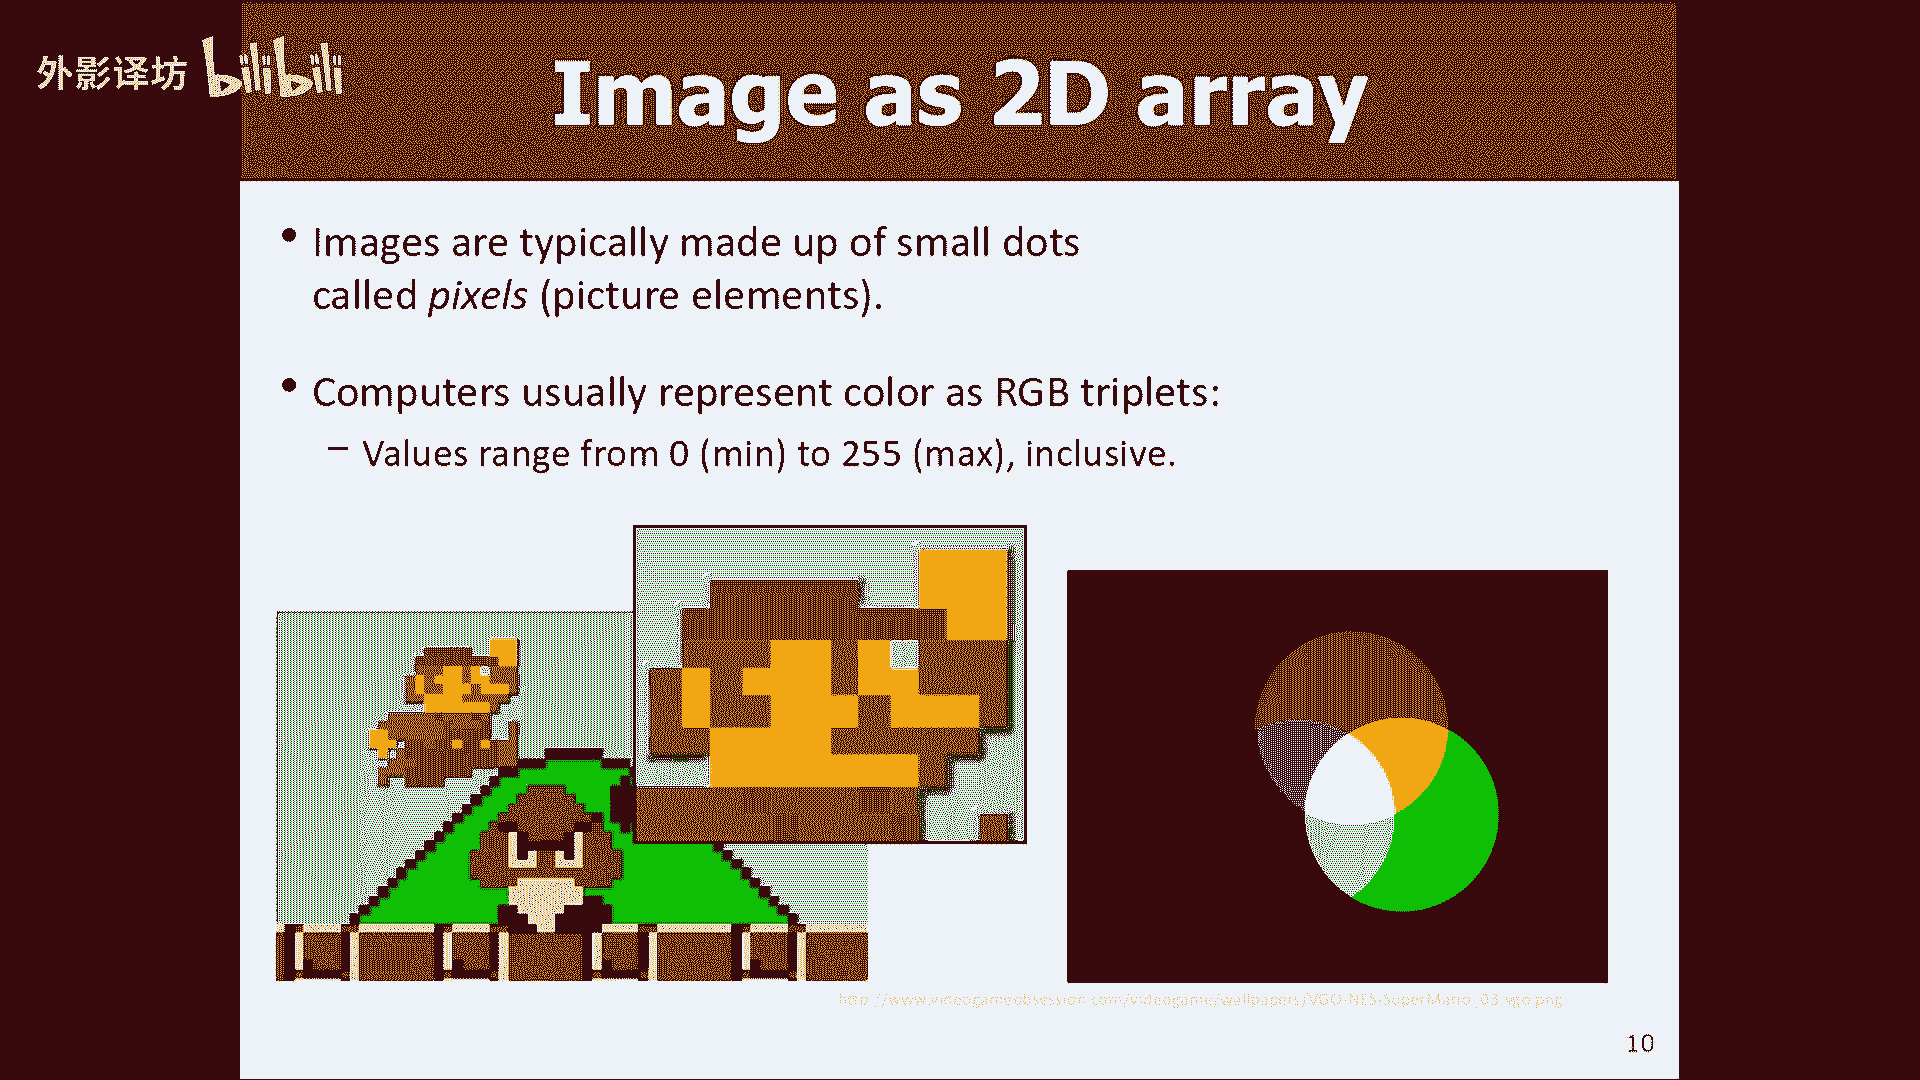 外影译坊 bilibili
Image as 2D array
• Images are typically made up of small dots
called pixels (picture elements).
• Computers usually represent color as RGB triplets:
– Values range from 0 (min) to 255 (max), inclusive.
http://www.videogameobsession.com/videogame/wallpapers/VGO-NES-SuperMario_03-vgo.png
10